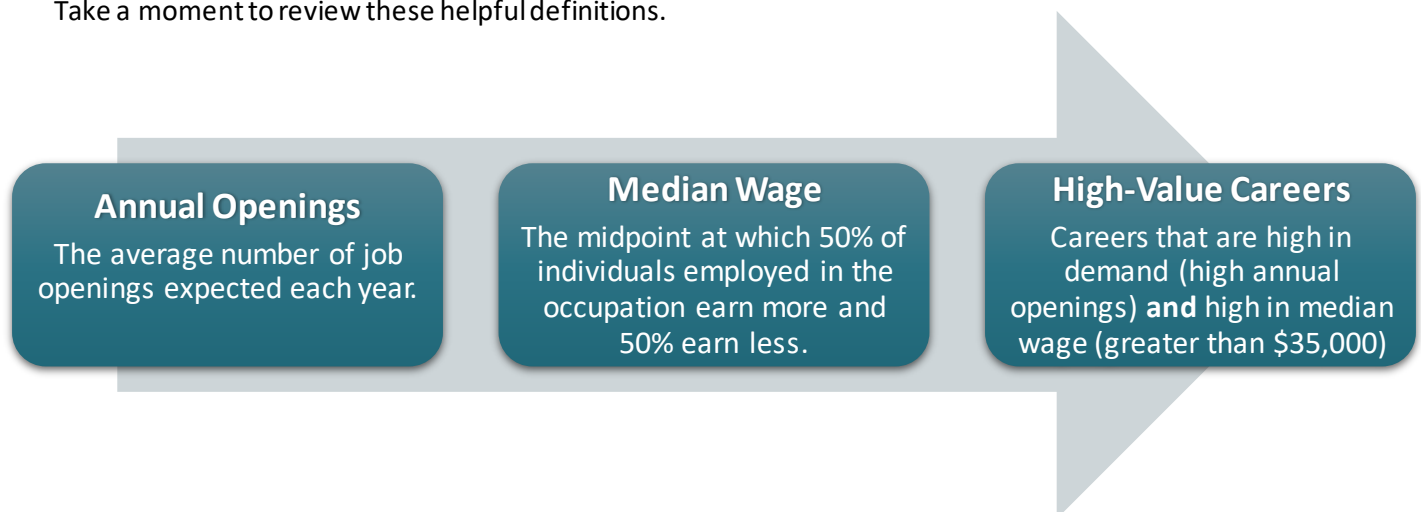 Take a moment to review these helpful definitions.
Annual Openings
The average number of job
openings expected each year.
Median Wage
The midpoint at which 50% of
individuals employed in the
occupation earn more and
50% earn less.
High-Value Careers
Careers that are high in
demand (high annual
openings) and high in median
wage (greater than $35,000)